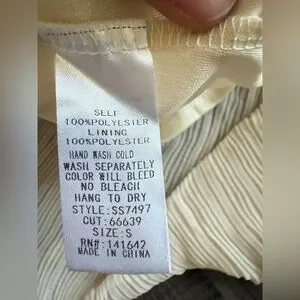 SELF
100%POLYESTER
LINING
100%POLYESTER
HAND WASH COLD
WASH SEPARATELY
COLOR WILL BLEED
NO BLEACH
HANG TO DRY
STYLE:SS7497
CUT:66639
SIZE:S
RN#:141642
MADE IN CHINA